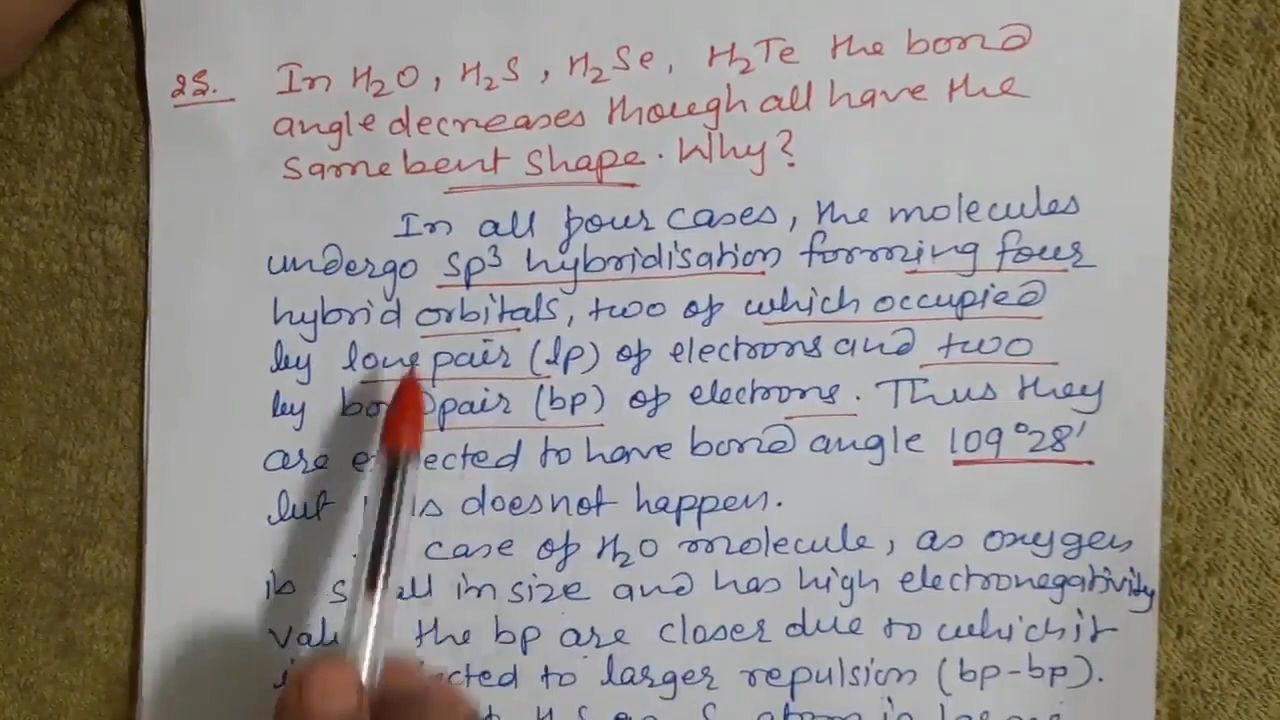 25. In H₂O, H₂S, H₂Se, H₂Te the bond
angle decreases though all have the
same bent shape. Why?
In all four cases, the molecules
undergo sp³ hybridisation forming four
hybrid orbitals, two of which occupied
by lone pair (lp) of electrons and two
by pair (bp) of electrons. Thus they
are to have bond angle 109°28'
but does not happen.
case of H₂O molecule, as oxygen
is in size and has high electronegativity
the bp are closer due to which it
to larger repulsion (bp-bp).